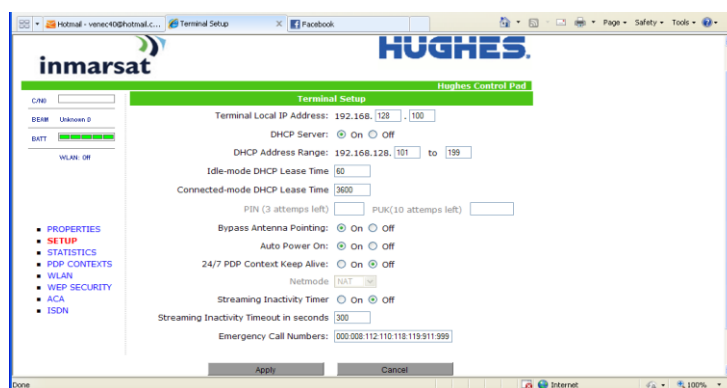 Hotmail - venec40@hotmail.c...
Terminal Setup
Facebook
Page
Safety
Tools
inmarsat
HUGHES.
Hughes Control Pad
C/N0
BEAM Unknown 0
BATT
WLAN: Off
PROPERTIES
SETUP
STATISTICS
PDP CONTEXTS
WLAN
WEP SECURITY
ACA
ISDN
Terminal Setup
Terminal Local IP Address: 192.168. 128 . 100
DHCP Server: On Off
DHCP Address Range: 192.168.128. 101 to 199
Idle-mode DHCP Lease Time 60
Connected-mode DHCP Lease Time 3600
PIN (3 attemps left) PUK(10 attemps left)
Bypass Antenna Pointing: On Off
Auto Power On: On Off
24/7 PDP Context Keep Alive: On Off
Netmode NAT
Streaming Inactivity Timer On Off
Streaming Inactivity Timeout in seconds 300
Emergency Call Numbers: 000:008:112:110:118:119:911:999
Apply Cancel
Done Internet 100%